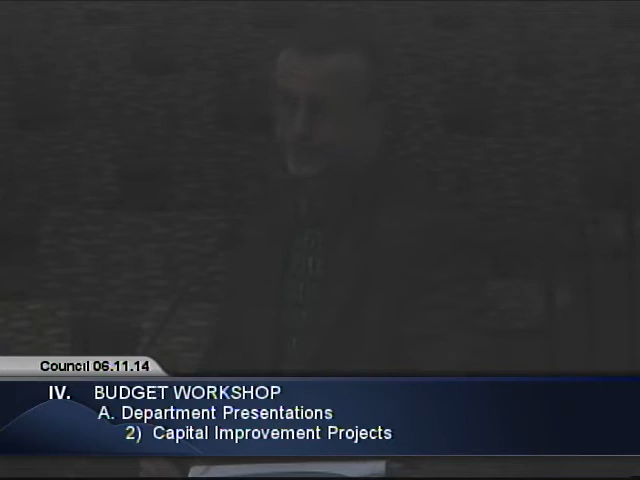 Council 06.11.14
IV. BUDGET WORKSHOP
A. Department Presentations
2) Capital Improvement Projects